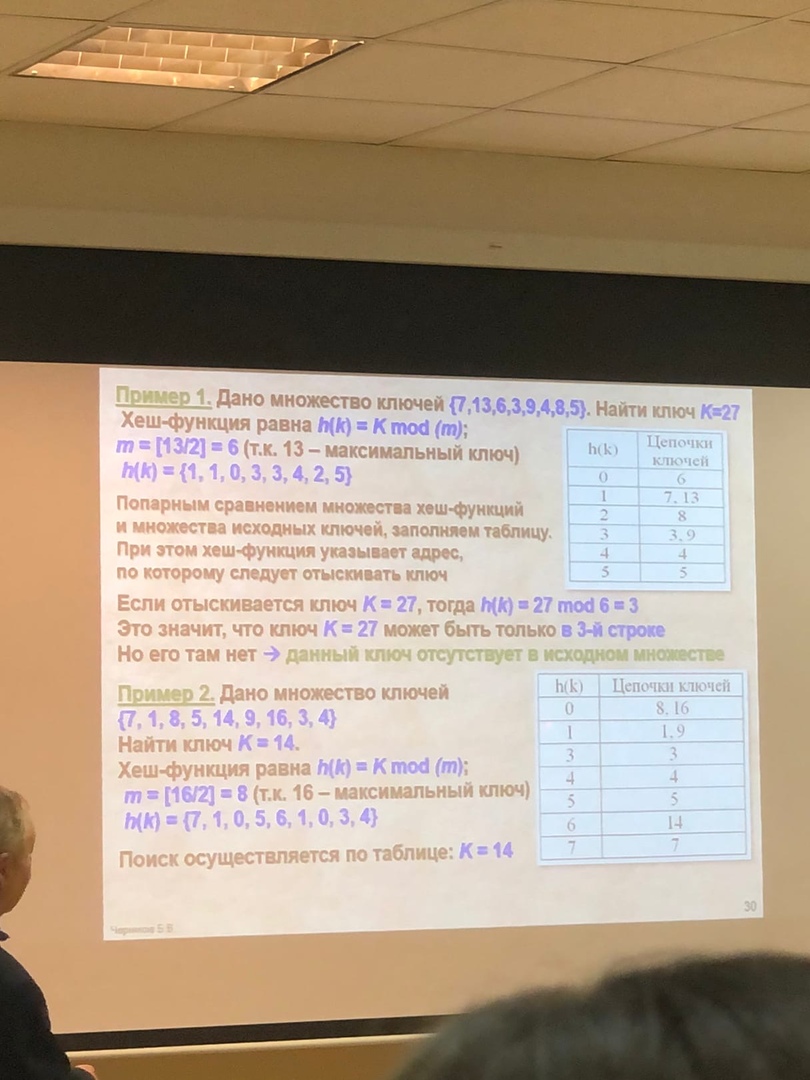 Пример 1. Дано множество ключей {7,13,6,3,9,4,8,5}. Найти ключ K=27
Хеш-функция равна h(k) = K mod (m);
m = [13/2] = 6 (т.к. 13 – максимальный ключ)
h(k) = {1, 1, 0, 3, 3, 4, 2, 5}
Попарным сравнением множества хеш-функций
и множества исходных ключей, заполняем таблицу.
При этом хеш-функция указывает адрес,
по которому следует отыскивать ключ
h(k) Цепочки ключей
0 6
1 7, 13
2 8
3 3, 9
4 4
5 5
Если отыскивается ключ K = 27, тогда h(k) = 27 mod 6 = 3
Это значит, что ключ K = 27 может быть только в 3-й строке
Но его там нет → данный ключ отсутствует в исходном множестве
Пример 2. Дано множество ключей
{7, 1, 8, 5, 14, 9, 16, 3, 4}
Найти ключ K = 14.
Хеш-функция равна h(k) = K mod (m);
m = [16/2] = 8 (т.к. 16 – максимальный ключ)
h(k) = {7, 1, 0, 5, 6, 1, 0, 3, 4}
Поиск осуществляется по таблице: K = 14
h(k) Цепочки ключей
0 8, 16
1 1, 9
3 3
4 4
5 5
6 14
7 7
Черников Б.В.
30